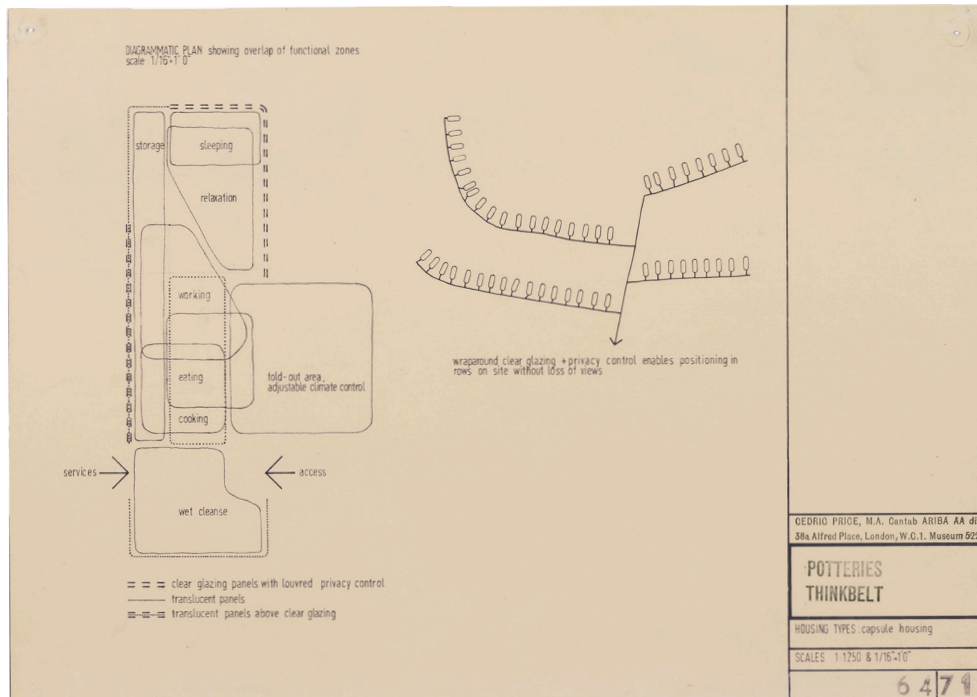 DIAGRAMMATIC PLAN showing overlap of functional zones
scale 1/16"=1' 0"
storage
sleeping
relaxation
working
eating
cooking
fold-out area,
adjustable climate control
services
access
wet cleanse
clear glazing panels with louvred privacy control
translucent panels
translucent panels above clear glazing
wraparound clear glazing + privacy control enables positioning in
rows on site without loss of views
CEDRIC PRICE, M.A. Cantab ARIBA AA
38a Alfred Place, London, W.C.1. Museum
POTTERIES
THINKBELT
HOUSING TYPES : capsule housing
SCALES 1:1250 & 1/16"=1'0"
6 4 7